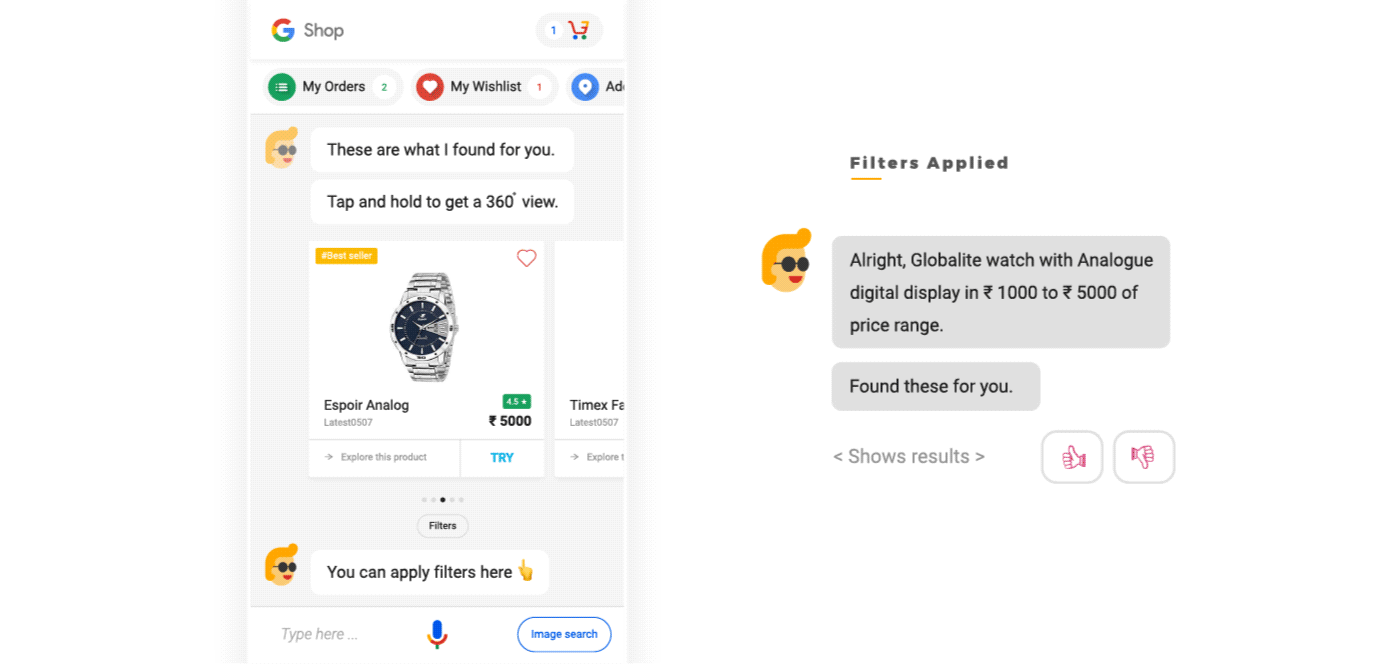 G Shop
1
My Orders 2
My Wishlist 1
These are what I found for you.
Tap and hold to get a 360° view.
#Best seller
Espoir Analog
Latest0507
4.5 ★
₹ 5000
→ Explore this product
TRY
Timex Fa
Latest0507
→ Explore t
Filters
You can apply filters here 👆
Type here ...
Image search
Filters Applied
Alright, Globalite watch with Analogue
digital display in ₹ 1000 to ₹ 5000 of
price range.
Found these for you.
< Shows results >